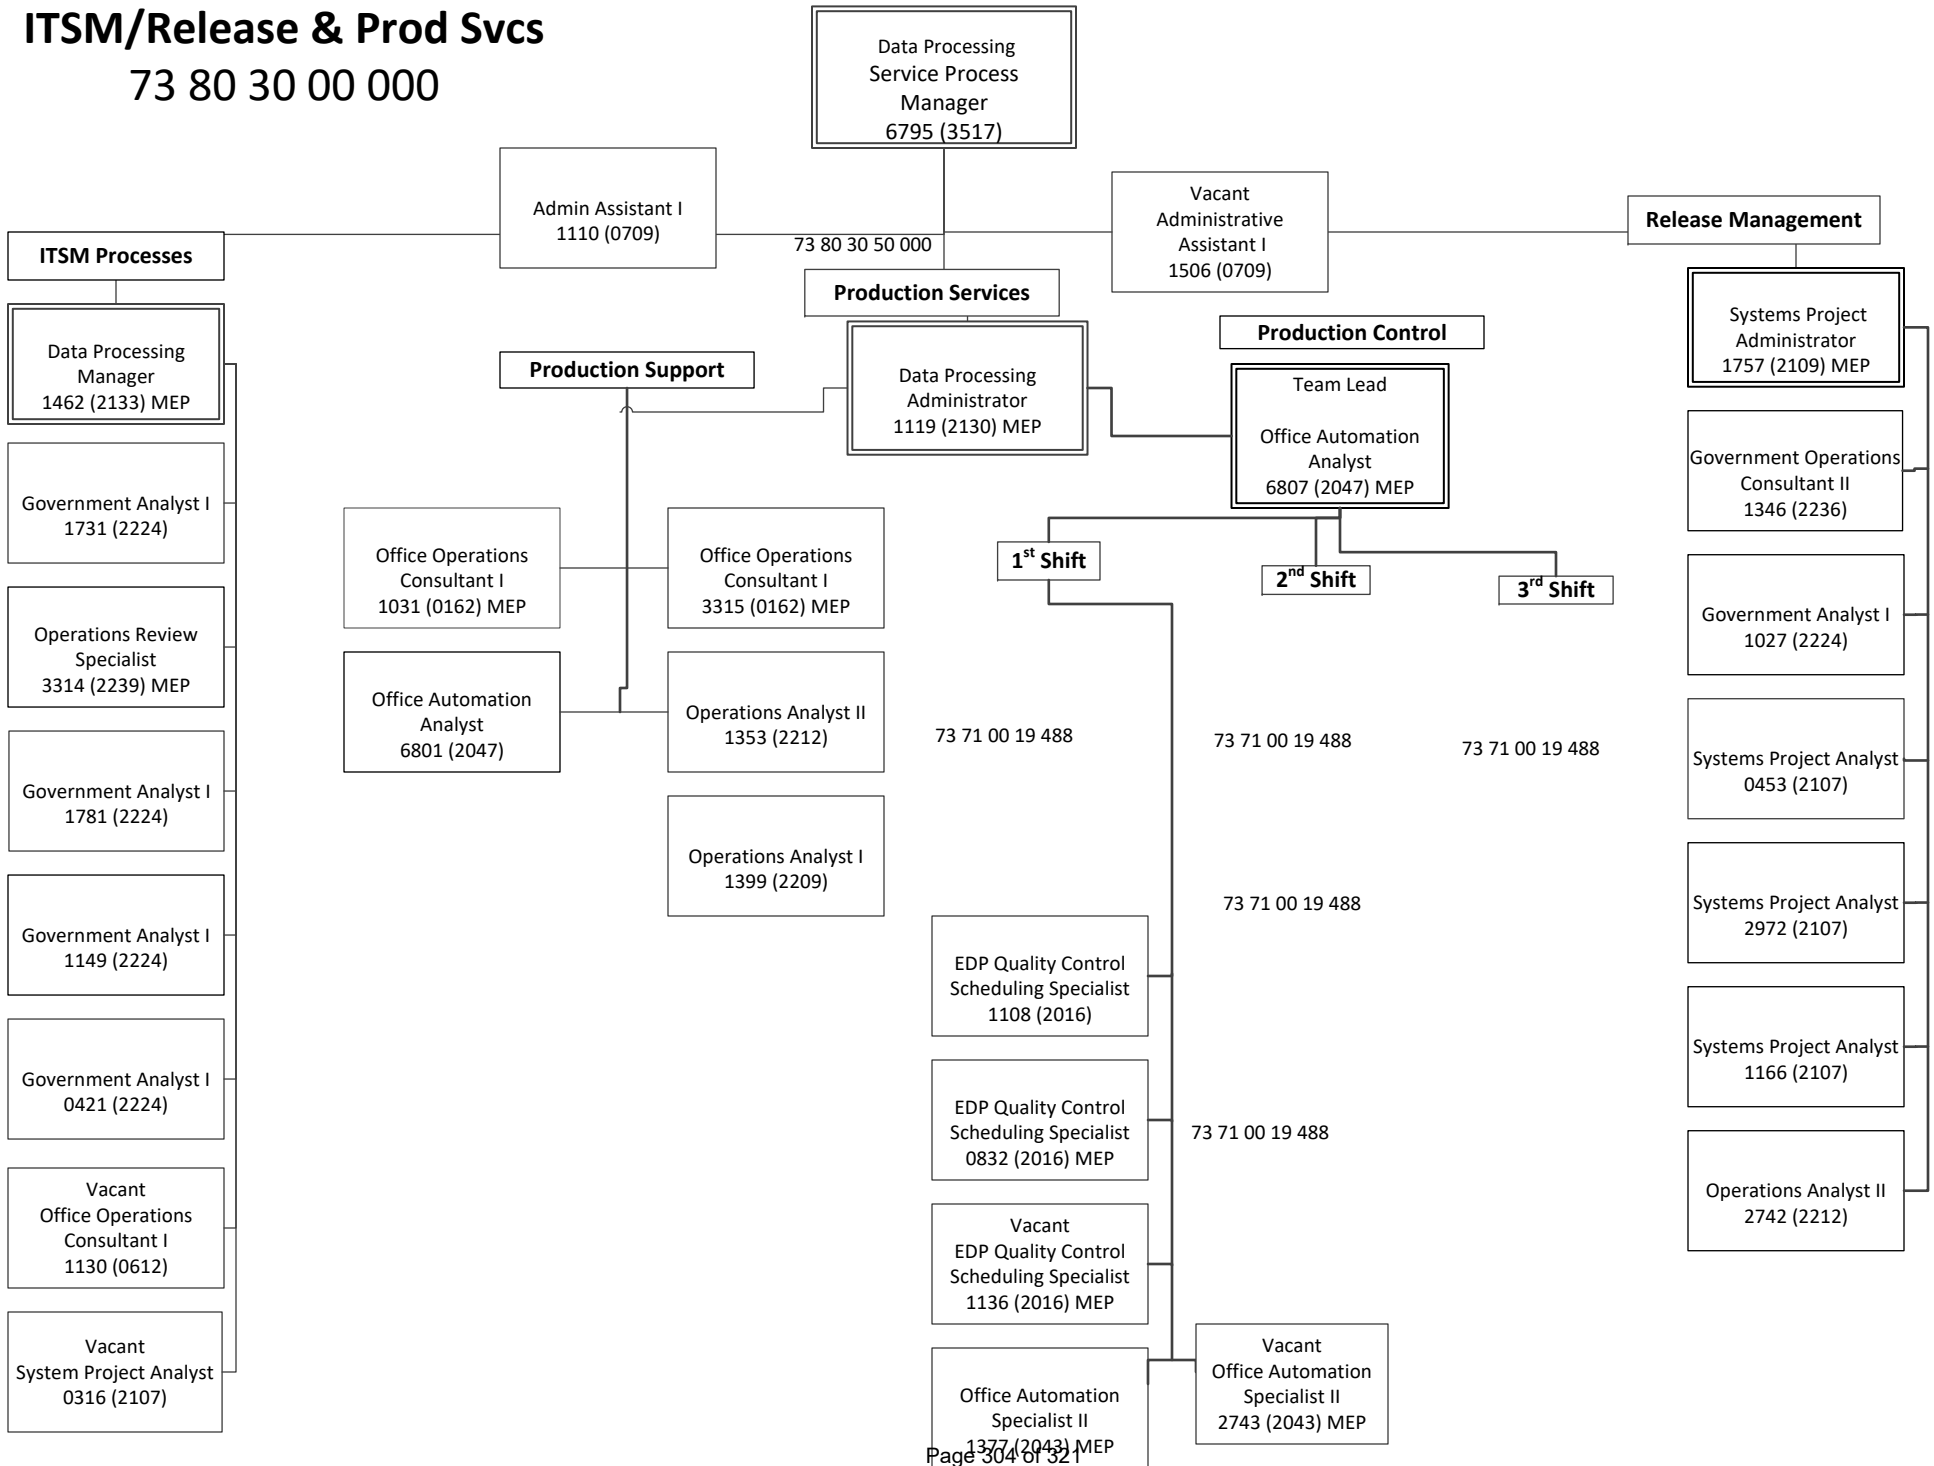 ITSM/Release & Prod Svcs
73 80 30 00 000
Data Processing
Service Process
Manager
6795 (3517)
Admin Assistant I
1110 (0709)
Vacant
Administrative
Assistant I
1506 (0709)
73 80 30 50 000
ITSM Processes
Data Processing
Manager
1462 (2133) MEP
Government Analyst I
1731 (2224)
Operations Review
Specialist
3314 (2239) MEP
Government Analyst I
1781 (2224)
Government Analyst I
1149 (2224)
Government Analyst I
0421 (2224)
Vacant
Office Operations
Consultant I
1130 (0612)
Vacant
System Project Analyst
0316 (2107)
Production Services
Data Processing
Administrator
1119 (2130) MEP
Production Support
Office Operations
Consultant I
1031 (0162) MEP
Office Operations
Consultant I
3315 (0162) MEP
Office Automation
Analyst
6801 (2047)
Operations Analyst II
1353 (2212)
Operations Analyst I
1399 (2209)
Production Control
Team Lead
Office Automation
Analyst
6807 (2047) MEP
1st Shift
2nd Shift
3rd Shift
73 71 00 19 488
73 71 00 19 488
73 71 00 19 488
73 71 00 19 488
EDP Quality Control
Scheduling Specialist
1108 (2016)
EDP Quality Control
Scheduling Specialist
0832 (2016) MEP
73 71 00 19 488
Vacant
EDP Quality Control
Scheduling Specialist
1136 (2016) MEP
Office Automation
Specialist II
1377 (2043) MEP
Vacant
Office Automation
Specialist II
2743 (2043) MEP
Release Management
Systems Project
Administrator
1757 (2109) MEP
Government Operations
Consultant II
1346 (2236)
Government Analyst I
1027 (2224)
Systems Project Analyst
0453 (2107)
Systems Project Analyst
2972 (2107)
Systems Project Analyst
1166 (2107)
Operations Analyst II
2742 (2212)
Page 304 of 321